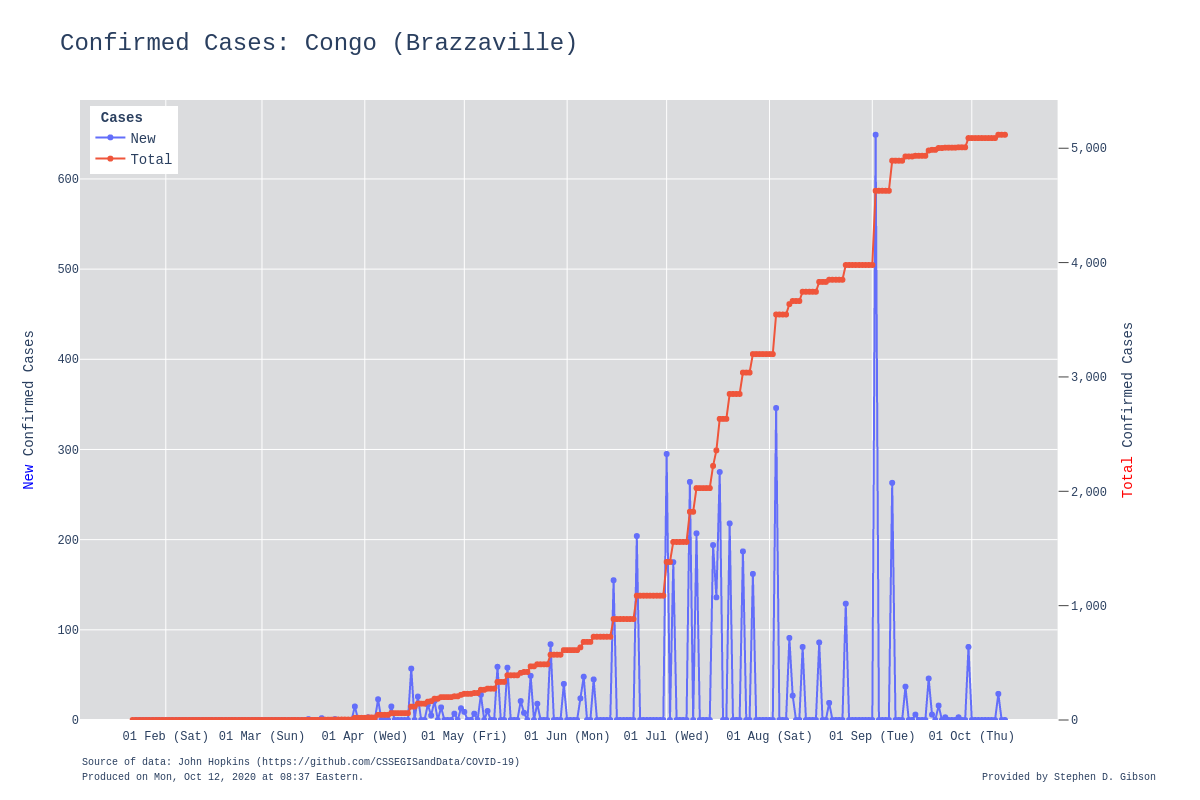 Confirmed Cases: Congo (Brazzaville)
Cases
New
Total
600
500
400
300
200
100
0
5,000
4,000
3,000
2,000
1,000
0
New Confirmed Cases
Total Confirmed Cases
01 Feb (Sat) 01 Mar (Sun) 01 Apr (Wed) 01 May (Fri) 01 Jun (Mon) 01 Jul (Wed) 01 Aug (Sat) 01 Sep (Tue) 01 Oct (Thu)
Source of data: John Hopkins (https://github.com/CSSEGISandData/COVID-19)
Produced on Mon, Oct 12, 2020 at 08:37 Eastern.
Provided by Stephen D. Gibson